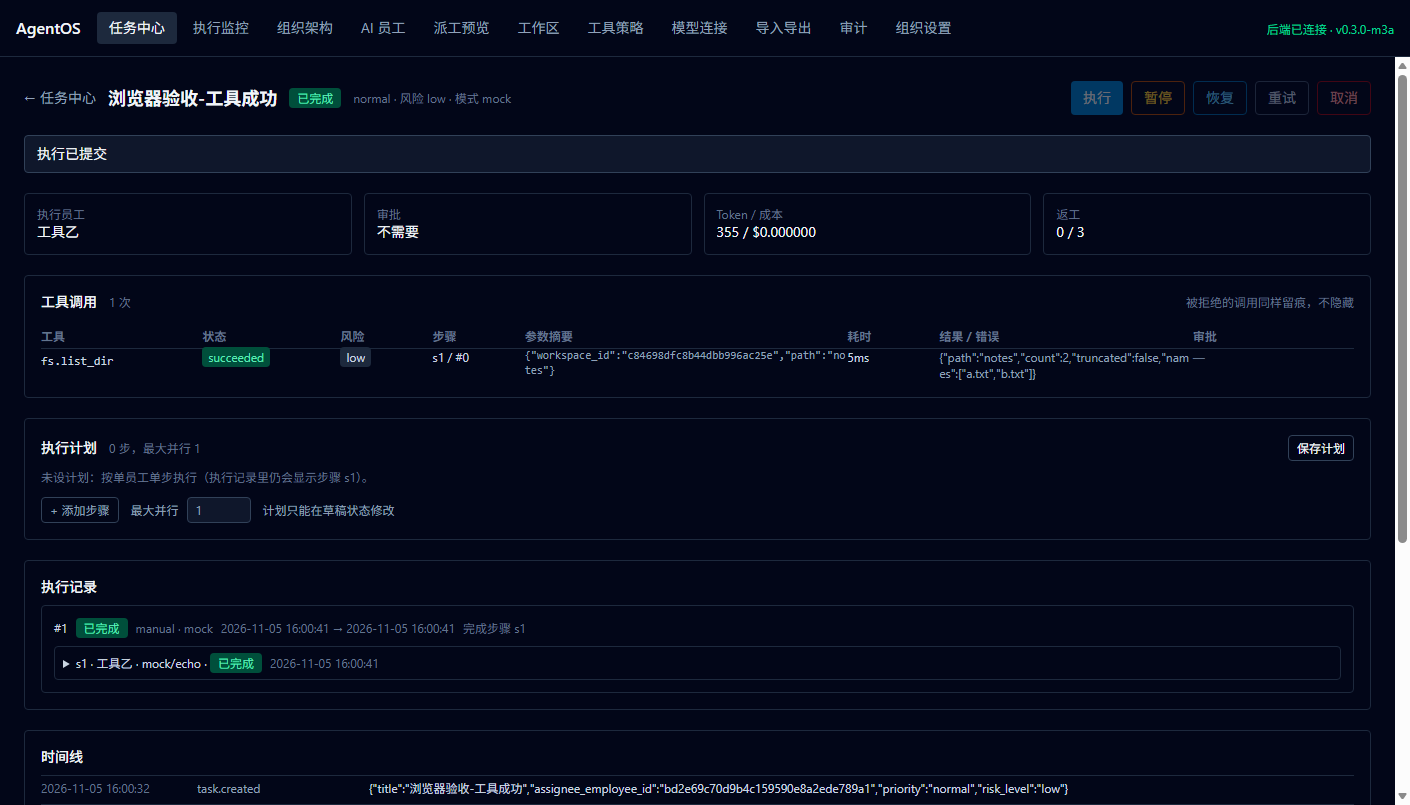 AgentOS 任务中心 执行监控 组织架构 AI 员工 派工预览 工作区 工具策略 模型连接 导入导出 审计 组织设置 后端已连接 · v0.3.0-m3a
← 任务中心 浏览器验收-工具成功 已完成 normal · 风险 low · 模式 mock 执行 暂停 恢复 重试 取消
执行已提交
执行员工 审批 Token / 成本 返工
工具乙 不需要 355 / $0.000000 0 / 3
工具调用 1 次 被拒绝的调用同样留痕，不隐藏
工具 状态 风险 步骤 参数摘要 耗时 结果 / 错误 审批
fs.list_dir succeeded low s1 / #0 {"workspace_id":"c84698dfc8b44dbb996ac25e","path":"no 5ms {"path":"notes","count":2,"truncated":false,"nam —
tes"} es":["a.txt","b.txt"]}
执行计划 0 步，最大并行 1 保存计划
未设计划：按单员工单步执行（执行记录里仍会显示步骤 s1）。
+ 添加步骤 最大并行 1 计划只能在草稿状态修改
执行记录
#1 已完成 manual · mock 2026-11-05 16:00:41 → 2026-11-05 16:00:41 完成步骤 s1
▶ s1 · 工具乙 · mock/echo · 已完成 2026-11-05 16:00:41
时间线
2026-11-05 16:00:32 task.created {"title":"浏览器验收-工具成功","assignee_employee_id":"bd2e69c70d9b4c159590e8a2ede789a1","priority":"normal","risk_level":"low"}